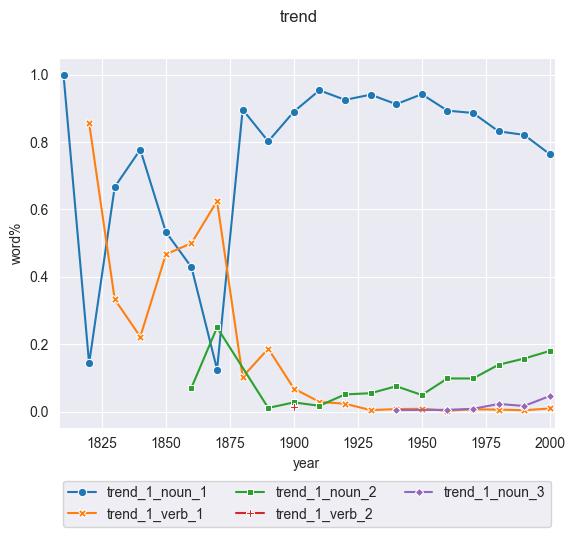 trend
1.0
0.8
0.6
0.4
0.2
0.0
word%
1825 1850 1875 1900 1925 1950 1975 2000
year
trend_1_noun_1 trend_1_noun_2 trend_1_noun_3
trend_1_verb_1 trend_1_verb_2